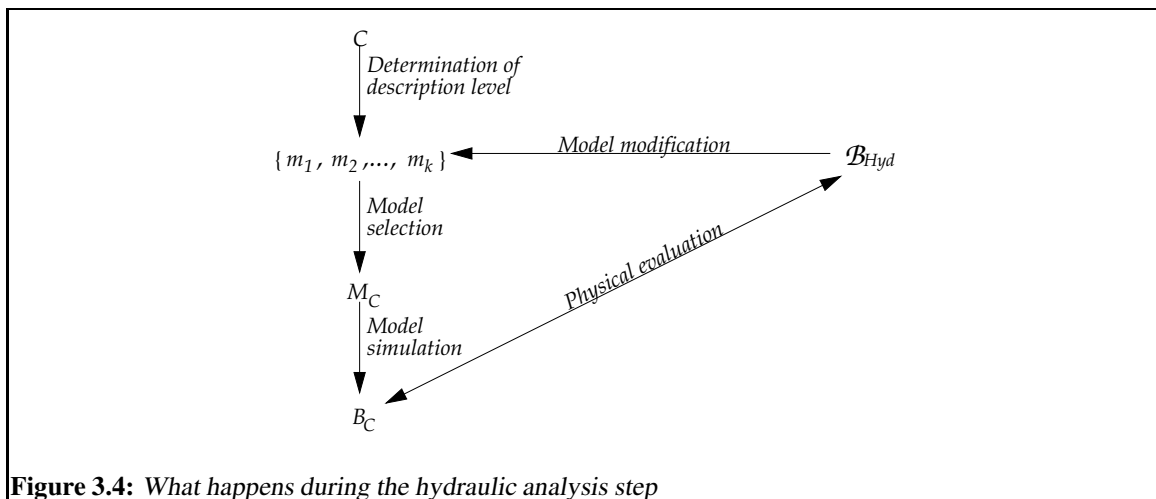 C
Determination of
description level
{ m1 , m2 ,..., mk }
Model modification
BHyd
Model
selection
Physical evaluation
MC
Model
simulation
BC
Figure 3.4: What happens during the hydraulic analysis step